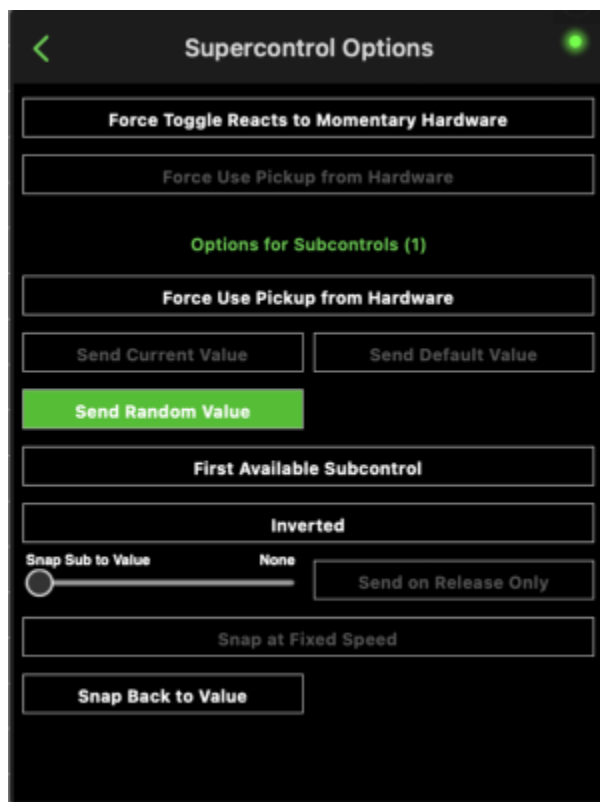 Supercontrol Options
Force Toggle Reacts to Momentary Hardware
Force Use Pickup from Hardware
Options for Subcontrols (1)
Force Use Pickup from Hardware
Send Current Value
Send Default Value
Send Random Value
First Available Subcontrol
Inverted
Snap Sub to Value
None
Send on Release Only
Snap at Fixed Speed
Snap Back to Value